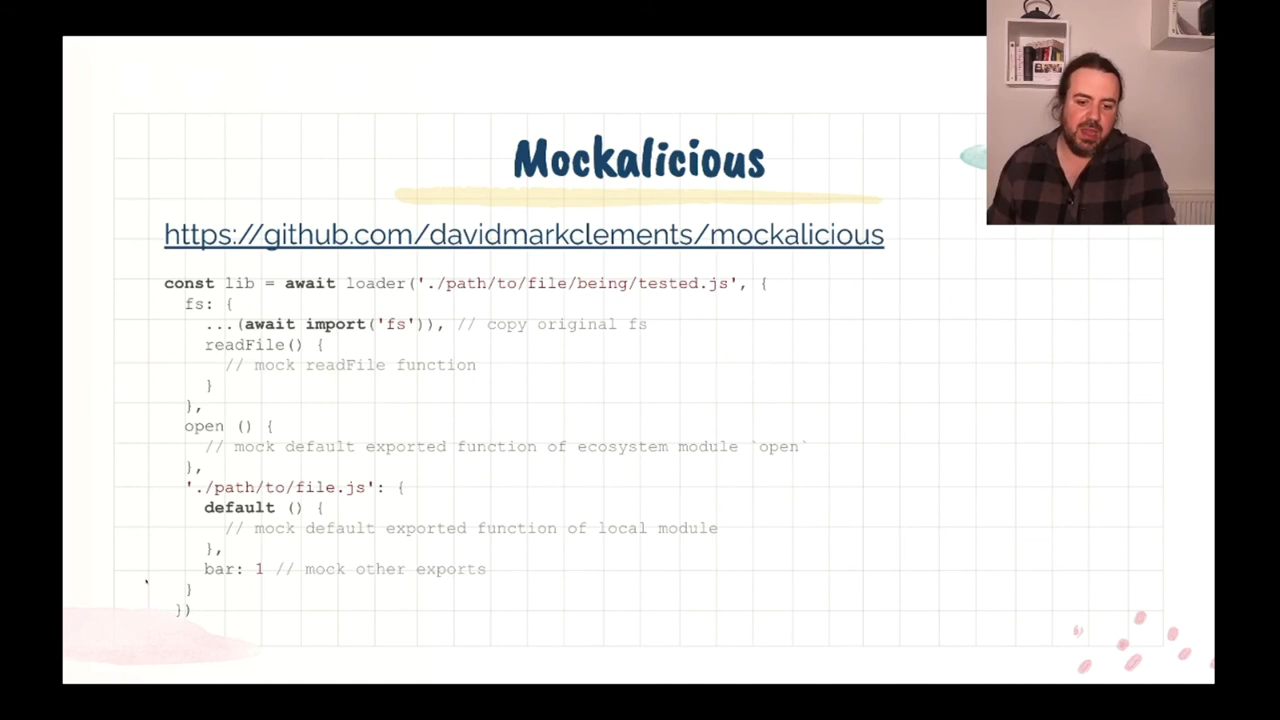 Mockalicious
https://github.com/davidmarkclements/mockalicious
const lib = await loader('./path/to/file/being/tested.js', {
  fs: {
    ...(await import('fs')), // copy original fs
    readFile() {
      // mock readFile function
    }
  },
  open () {
    // mock default exported function of ecosystem module `open`
  },
  './path/to/file.js': {
    default () {
      // mock default exported function of local module
    },
    bar: 1 // mock other exports
  }
 })